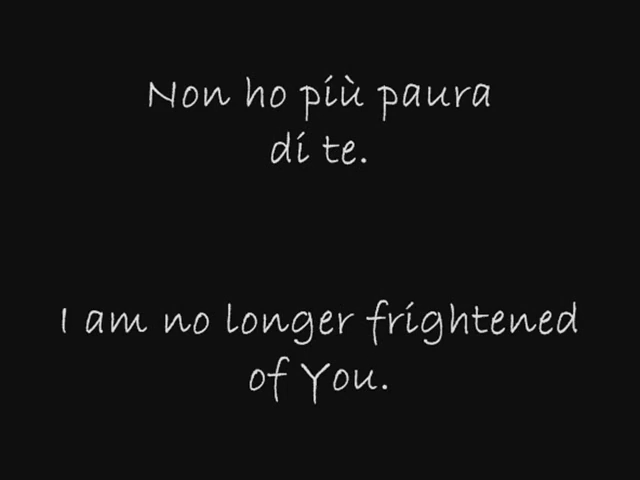 Non ho più paura
di te.
I am no longer frightened
of You.